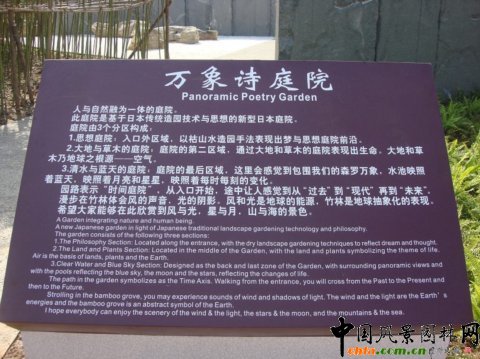 万象诗庭院
Panoramic Poetry Garden
人与自然融为一体的庭院。
此庭院是基于日本传统造园技术与思想的新型日本庭院。
庭院由3个分区构成：
1.思想庭院：入口外区域，以枯山水造园手法表现出梦与思想庭院前沿。
2.大地与草木的庭院：庭院的第二区域，通过大地和草木的庭院表现出生命。大地和草
木乃地球之根源——空气。
3.清水与蓝天的庭院：庭院的最后区域，这里会感觉到包围我们的森罗万象，水池映照
着蓝天，映照着月亮和星星，映照着每时每刻的变化。
园路表示“时间庭院”，从入口开始，途中让人感觉到从“过去”到“现代”再到“未来”。
漫步在竹林体会风的声音、光的阴影。风和光是地球的能源，竹林是地球抽象化的表现。
希望大家能够在此欣赏到风与光，星与月，山与海的景色。
A Garden integrating nature and human being.
A new Japanese garden in light of Japanese traditional landscape gardening technology and philosophy.
The garden consists of the following three sections:
1.The Philosophy Section: Located along the entrance, with the dry landscape gardening techniques to reflect dream and thought.
2.The Land and Plants Section: Located in the middle of the Garden, with the land and plants symbolizing the theme of life.
Air is the basis of lands, plants and the Earth.
3.Clear Water and Blue Sky Section: Designed as the back and last zone of the Garden, with surrounding panoramic views and
with the pools reflecting the blue sky, the moon and the stars, reflecting the changes of life.
The path in the garden symbolizes as the Time Axis. Walking from the entrance, you will cross from the Past to the Present and
then to the Future.
Strolling in the bamboo grove, you may experience sounds of wind and shadows of light. The wind and the light are the Earth's
energies and the bamboo grove is an abstract symbol of the Earth.
I hope everybody can enjoy the scenery of the wind & the light, the stars & the moon, and the mountains & the sea.
中国风景园林网
chla.com.cn